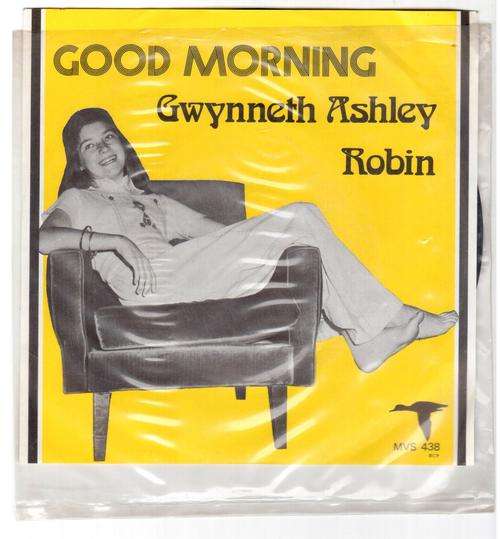 GOOD MORNING
Gwynneth Ashley
Robin
MVS 438